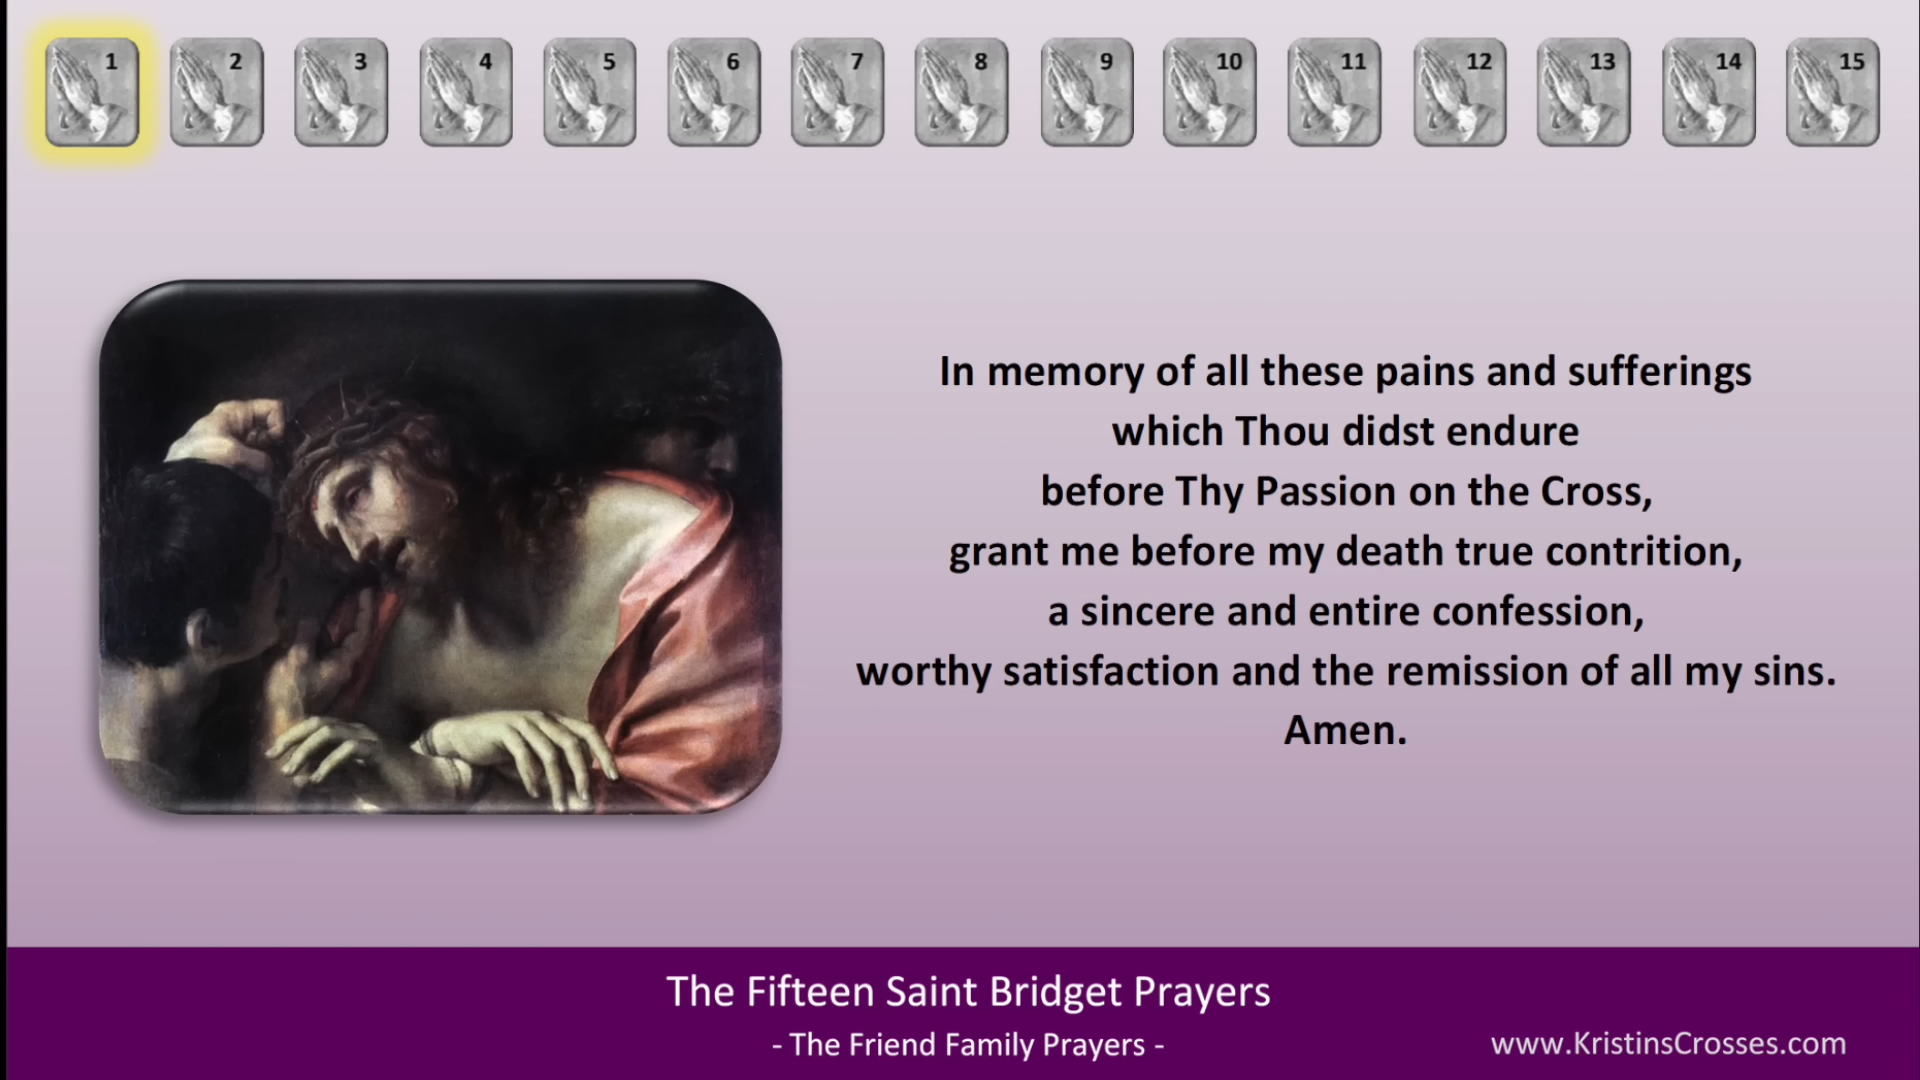 1 2 3 4 5 6 7 8 9 10 11 12 13 14 15
In memory of all these pains and sufferings
which Thou didst endure
before Thy Passion on the Cross,
grant me before my death true contrition,
a sincere and entire confession,
worthy satisfaction and the remission of all my sins.
Amen.
The Fifteen Saint Bridget Prayers
- The Friend Family Prayers -
www.KristinsCrosses.com